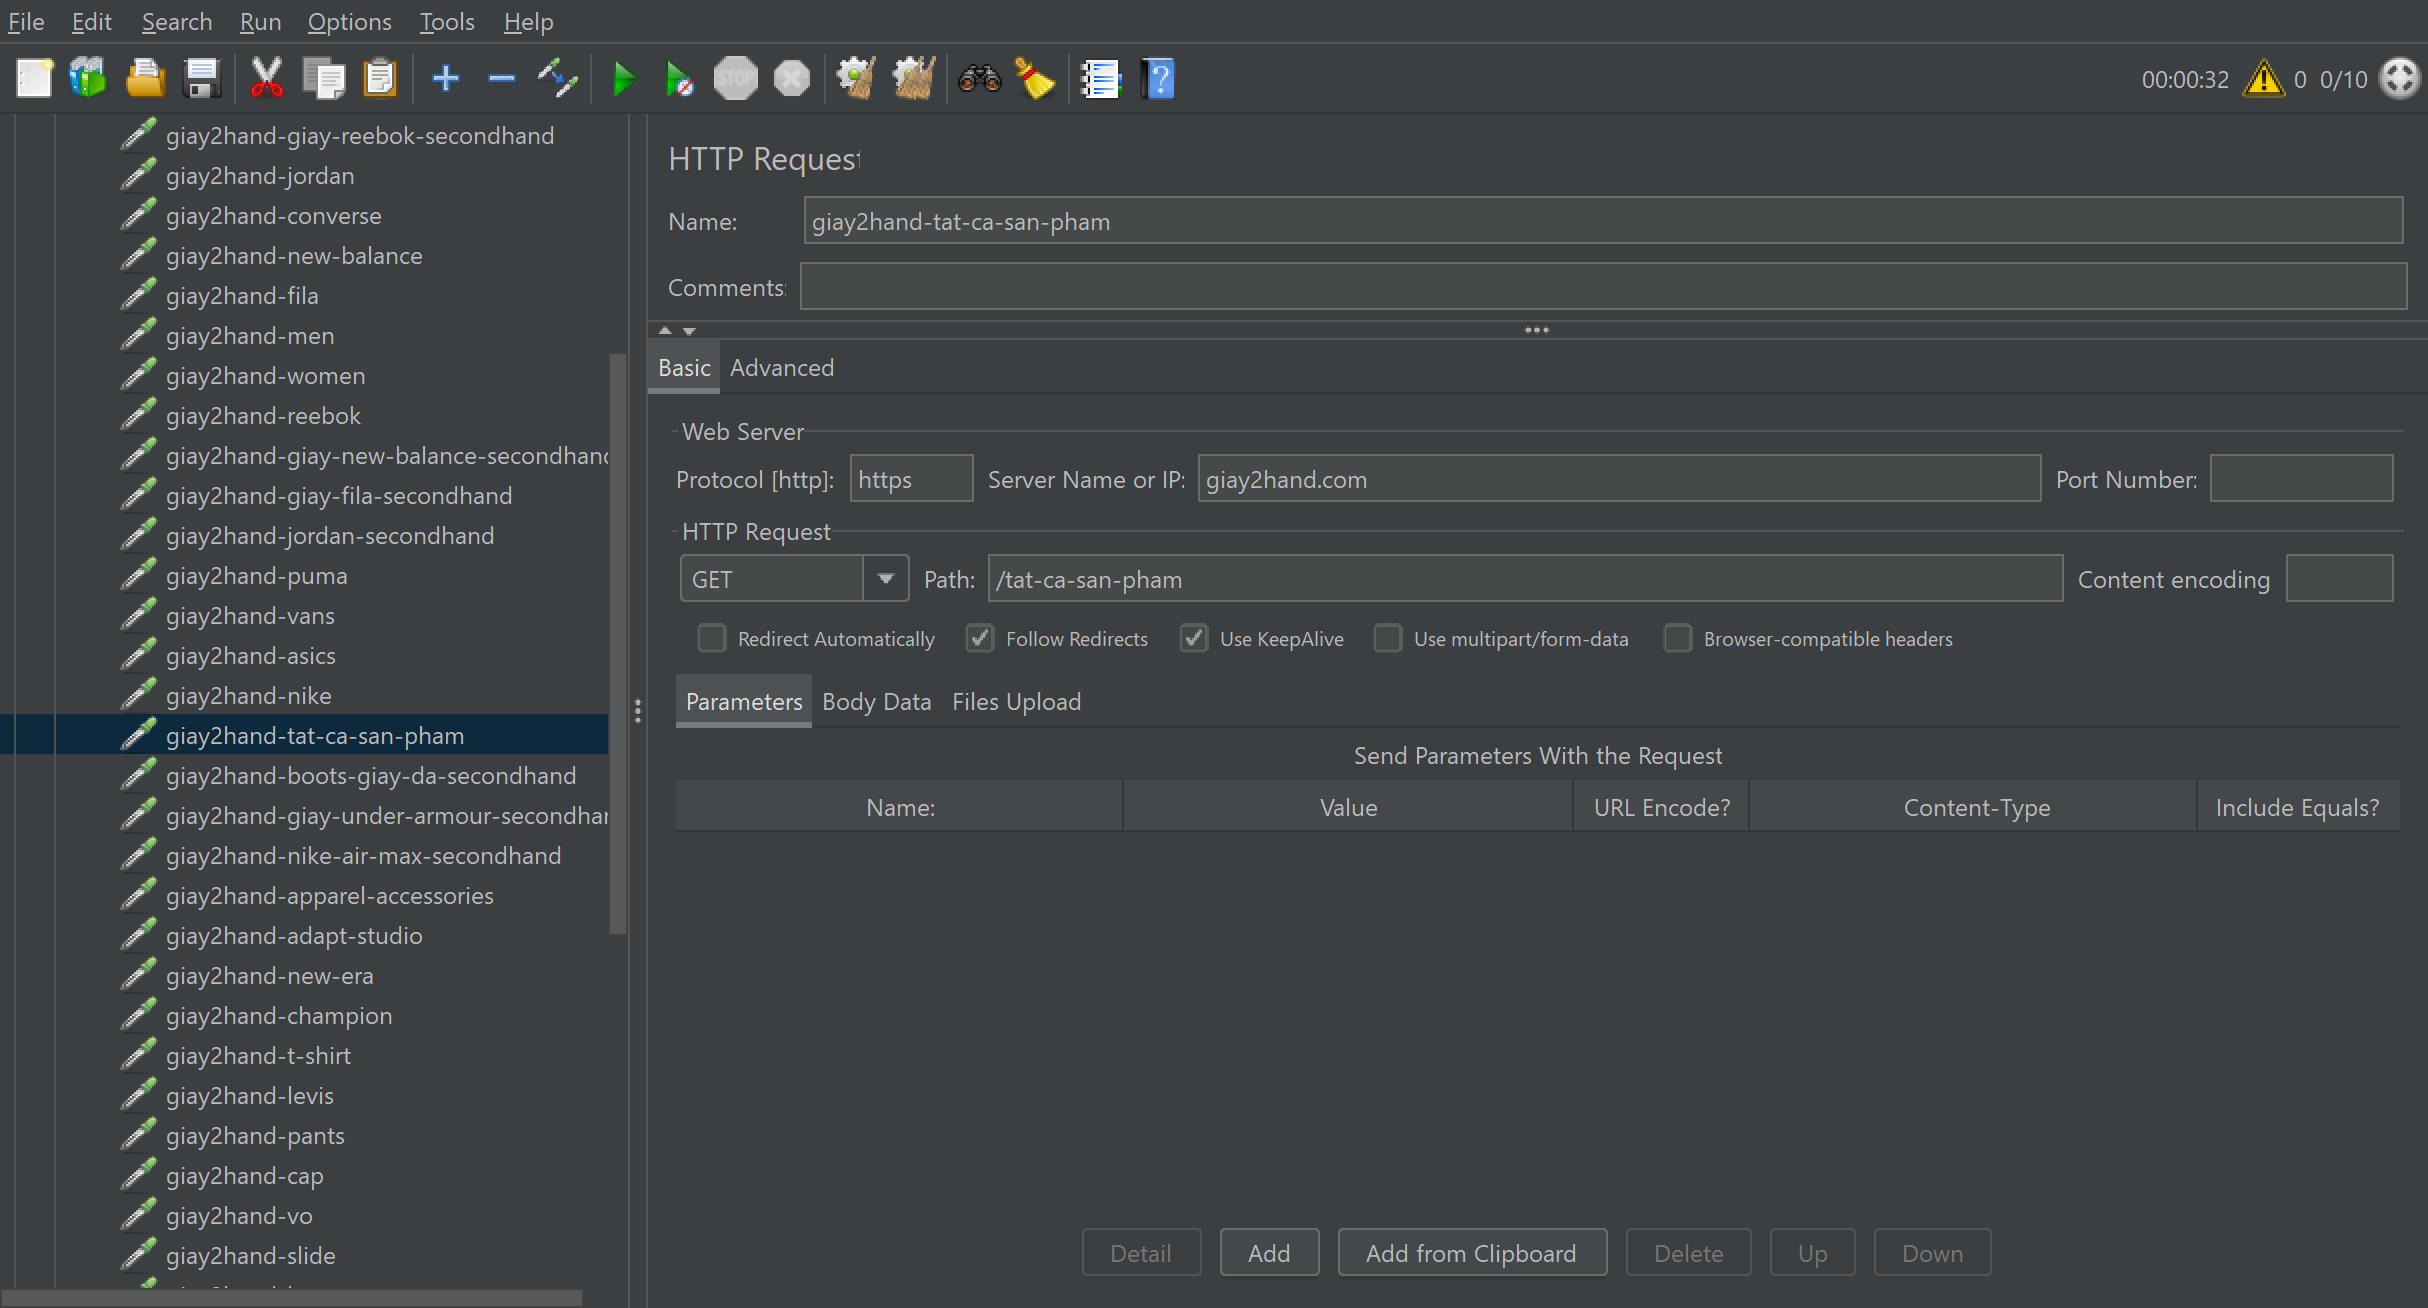 File Edit Search Run Options Tools Help
STOP
00:00:32 0 0/10
giay2hand-giay-reebok-secondhand
giay2hand-jordan
giay2hand-converse
giay2hand-new-balance
giay2hand-fila
giay2hand-men
giay2hand-women
giay2hand-reebok
giay2hand-giay-new-balance-secondhand
giay2hand-giay-fila-secondhand
giay2hand-jordan-secondhand
giay2hand-puma
giay2hand-vans
giay2hand-asics
giay2hand-nike
giay2hand-tat-ca-san-pham
giay2hand-boots-giay-da-secondhand
giay2hand-giay-under-armour-secondhar
giay2hand-nike-air-max-secondhand
giay2hand-apparel-accessories
giay2hand-adapt-studio
giay2hand-new-era
giay2hand-champion
giay2hand-t-shirt
giay2hand-levis
giay2hand-pants
giay2hand-cap
giay2hand-vo
giay2hand-slide
HTTP Request
Name: giay2hand-tat-ca-san-pham
Comments:
Basic Advanced
Web Server
Protocol [http]: https Server Name or IP: giay2hand.com Port Number:
HTTP Request
GET Path: /tat-ca-san-pham Content encoding
Redirect Automatically Follow Redirects Use KeepAlive Use multipart/form-data Browser-compatible headers
Parameters Body Data Files Upload
Send Parameters With the Request
Name: Value URL Encode? Content-Type Include Equals?
Detail Add Add from Clipboard Delete Up Down